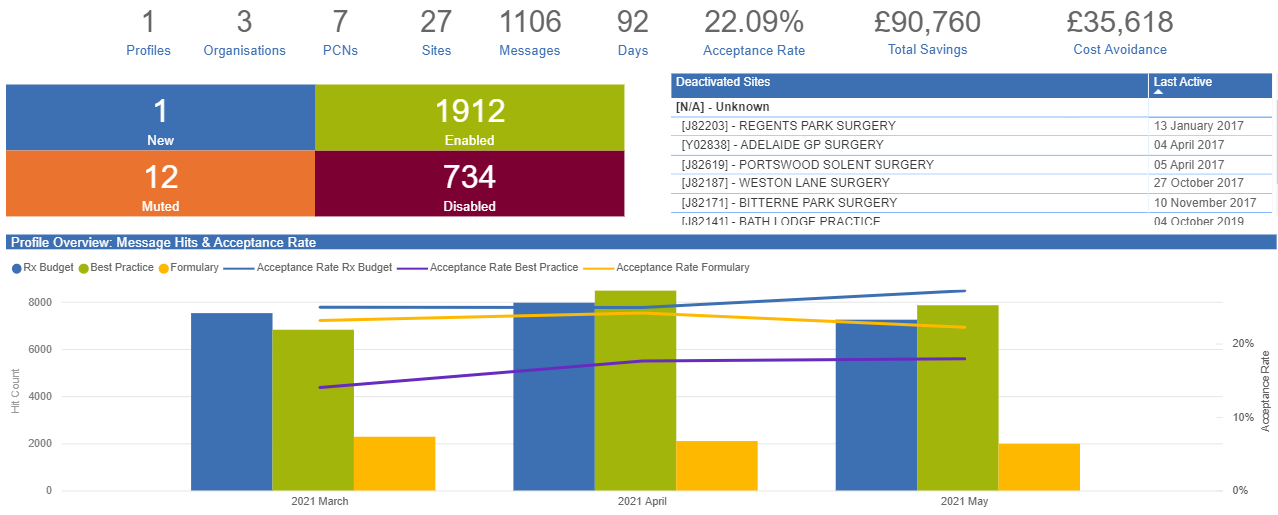 1 3 7 27 1106 92 22.09% £90,760 £35,618
Profiles Organisations PCNs Sites Messages Days Acceptance Rate Total Savings Cost Avoidance
1 1912
New Enabled
12 734
Muted Disabled
Deactivated Sites Last Active
[N/A] - Unknown
[J82203] - REGENTS PARK SURGERY 13 January 2017
[Y02838] - ADELAIDE GP SURGERY 04 April 2017
[J82619] - PORTSWOOD SOLENT SURGERY 05 April 2017
[J82187] - WESTON LANE SURGERY 27 October 2017
[J82171] - BITTERNE PARK SURGERY 10 November 2017
[J82141] - BATH LODGE PRACTICE 04 October 2019
Profile Overview: Message Hits & Acceptance Rate
Rx Budget Best Practice Formulary Acceptance Rate Rx Budget Acceptance Rate Best Practice Acceptance Rate Formulary
8000
6000
4000
2000
0
Hit Count
20%
10%
0%
Acceptance Rate
2021 March 2021 April 2021 May